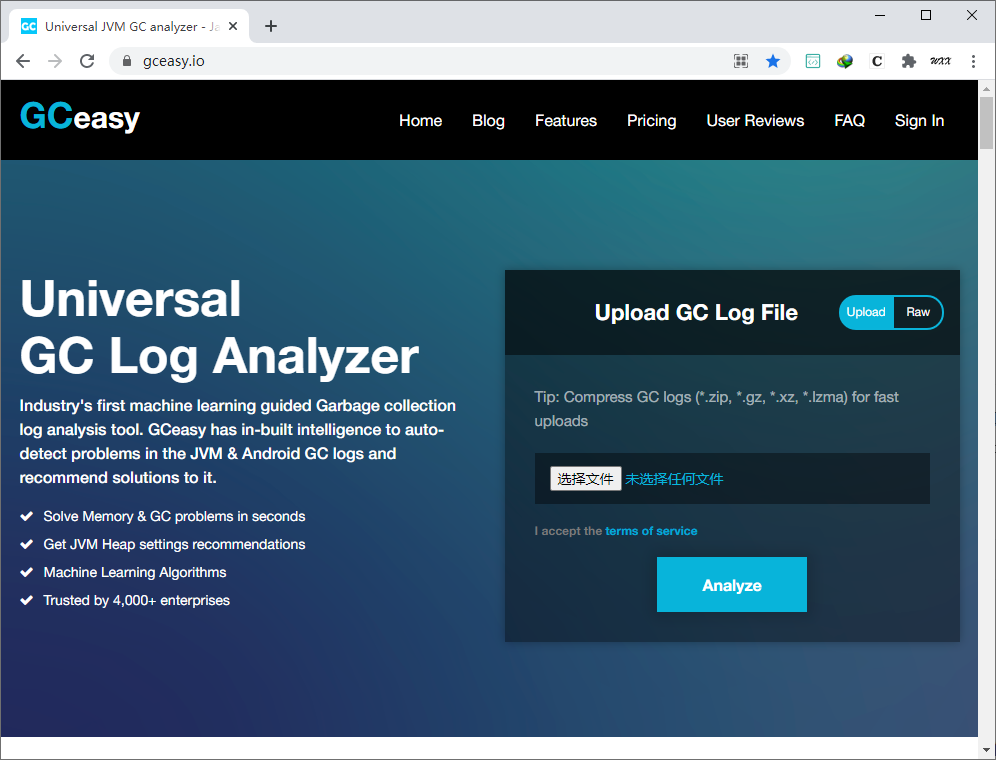 GC Universal JVM GC analyzer - Ja
gceasy.io
GCeasy
Home Blog Features Pricing User Reviews FAQ Sign In
Universal
GC Log Analyzer
Industry's first machine learning guided Garbage collection
log analysis tool. GCeasy has in-built intelligence to auto-
detect problems in the JVM & Android GC logs and
recommend solutions to it.
Solve Memory & GC problems in seconds
Get JVM Heap settings recommendations
Machine Learning Algorithms
Trusted by 4,000+ enterprises
Upload GC Log File Upload Raw
Tip: Compress GC logs (*.zip, *.gz, *.xz, *.lzma) for fast
uploads
选择文件 未选择任何文件
I accept the terms of service
Analyze